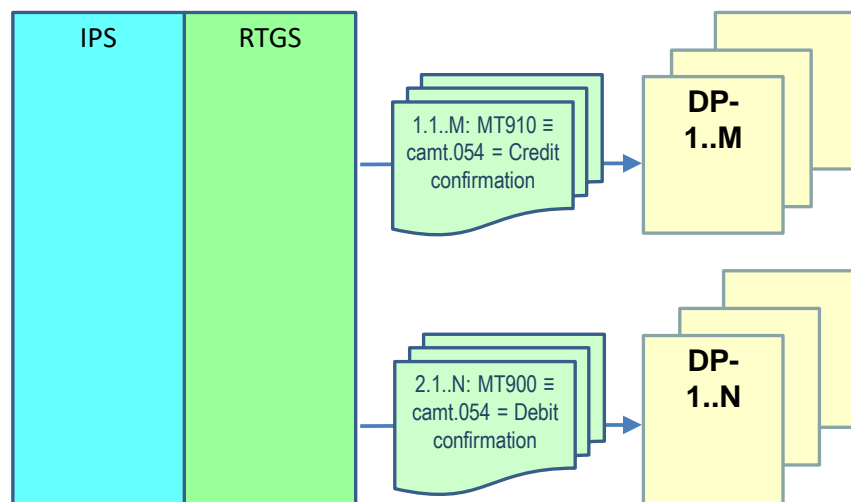 IPS
RTGS
1.1..M: MT910 ≡
camt.054 = Credit
confirmation
DP-
1..M
2.1..N: MT900 ≡
camt.054 = Debit
confirmation
DP-
1..N